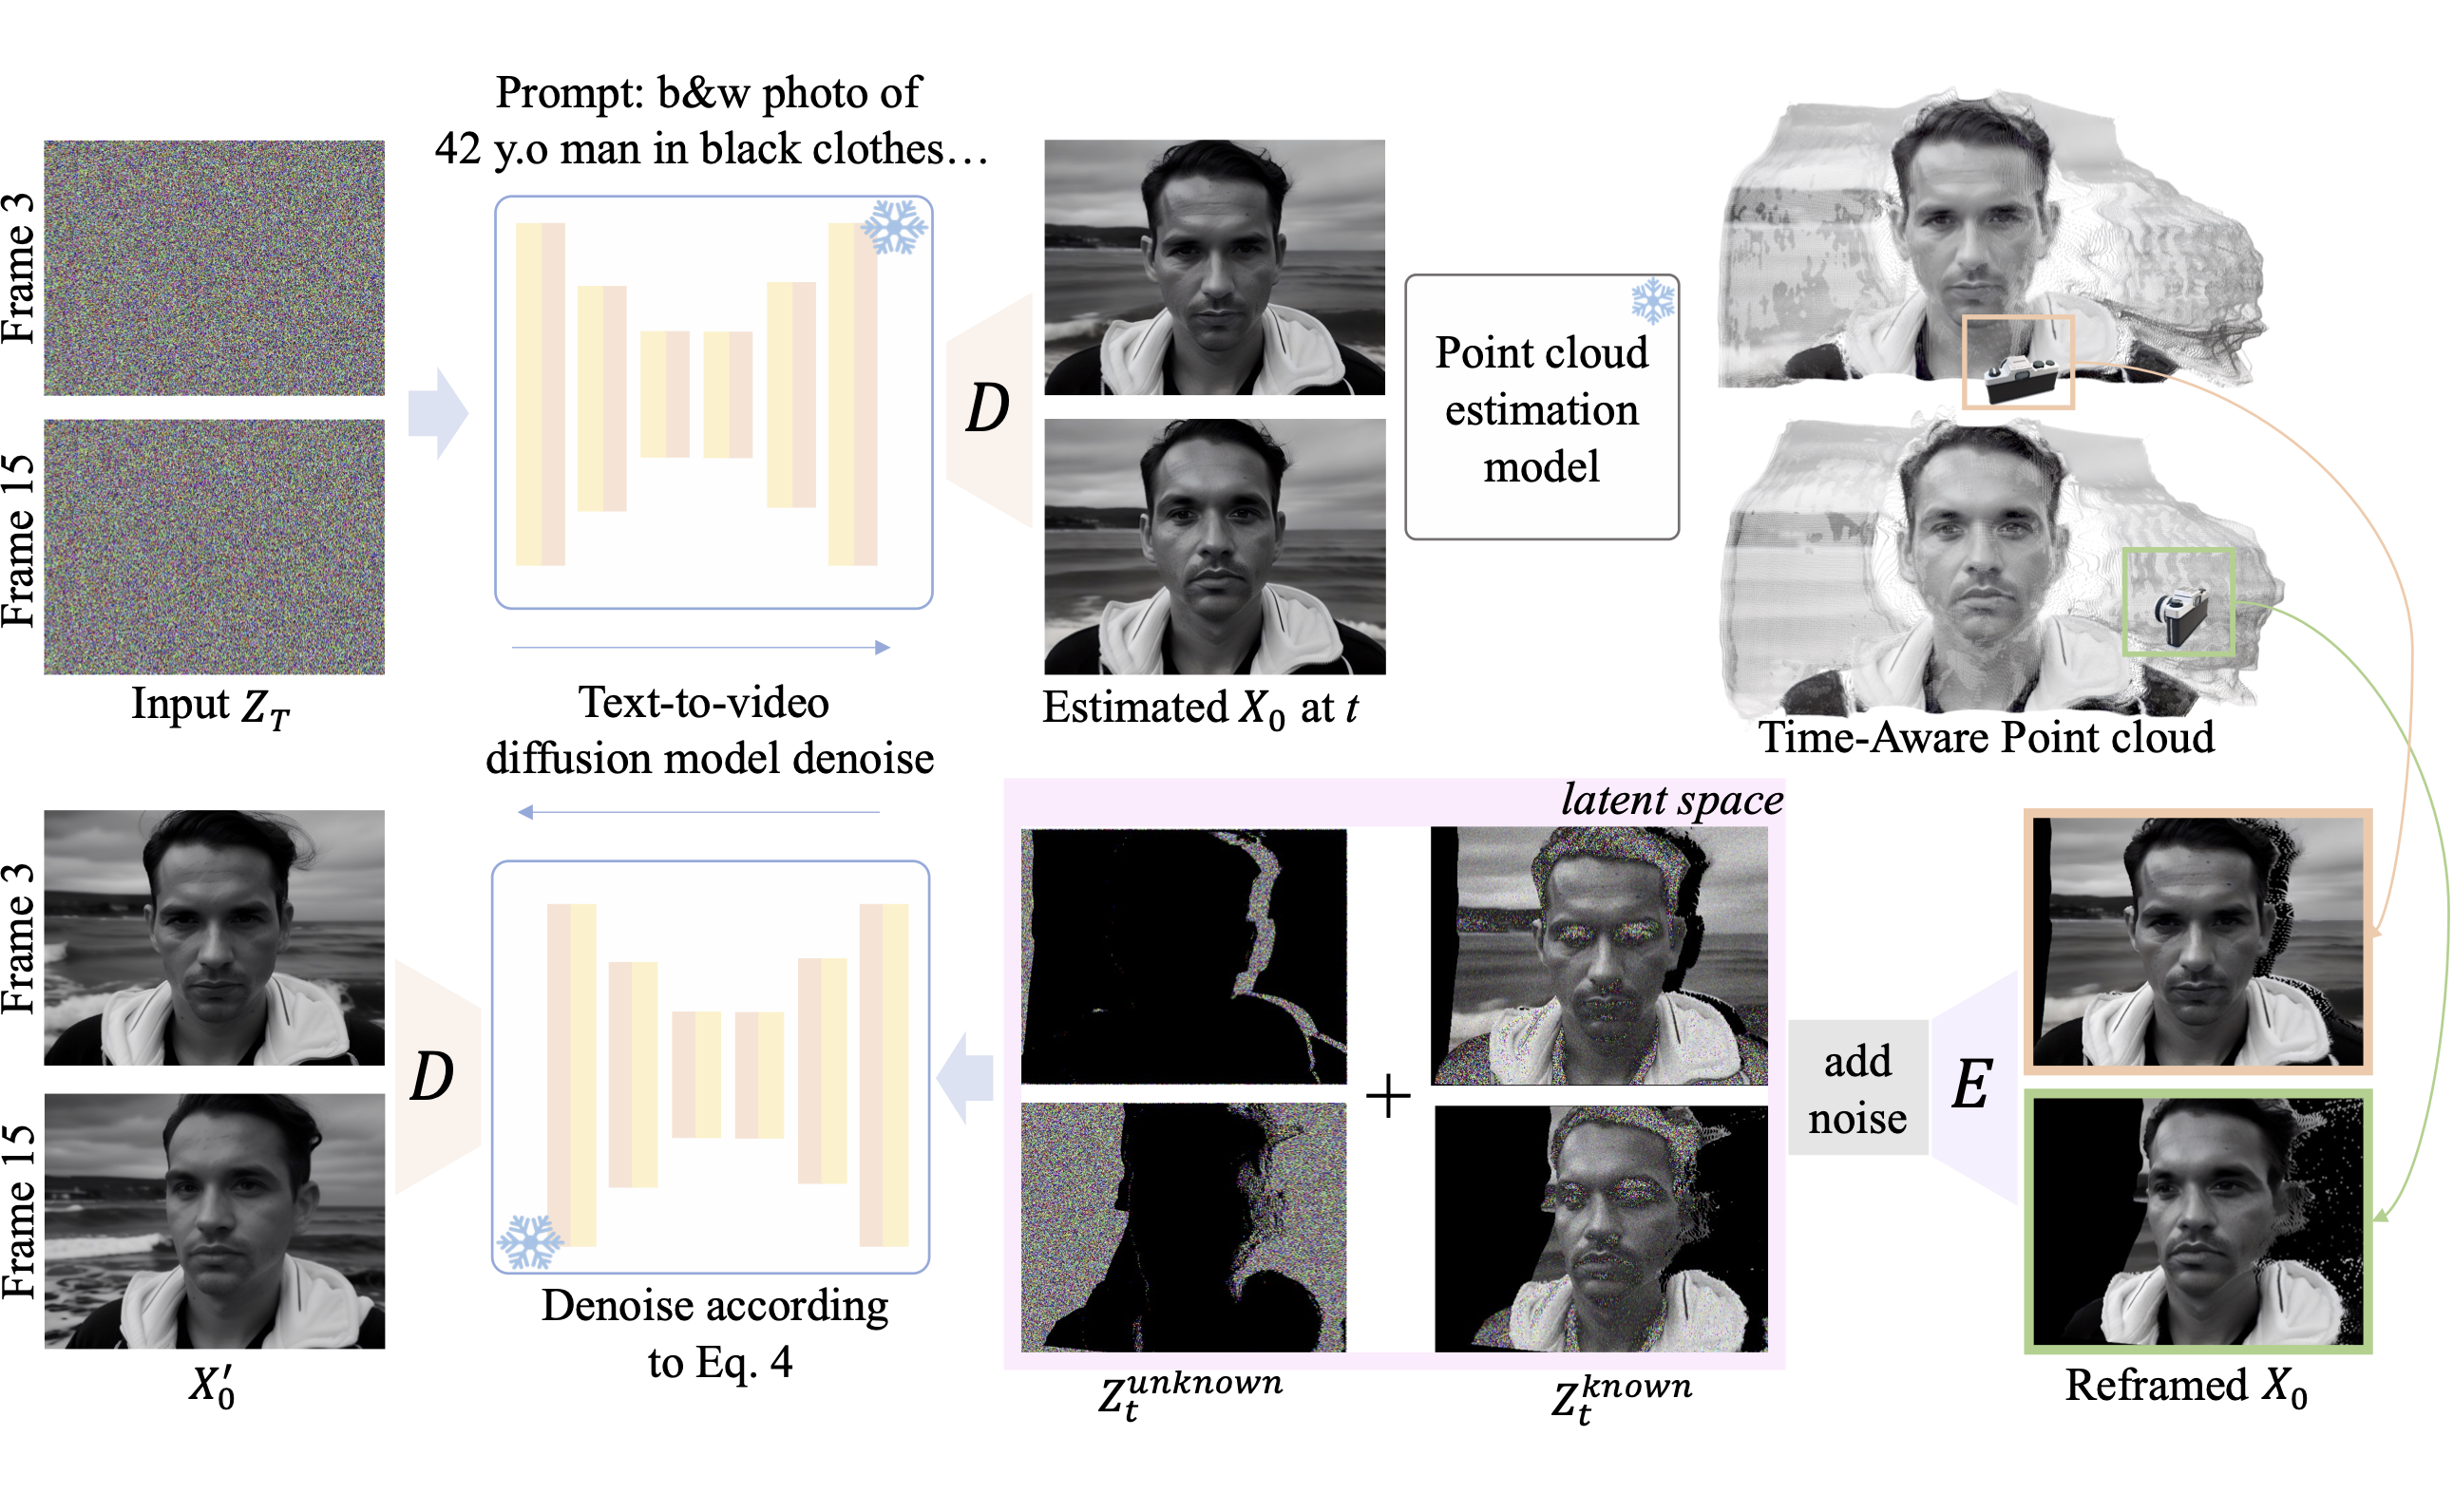 Prompt: b&w photo of
42 y.o man in black clothes…
Frame 3
Frame 15
Input Z_T
D
Text-to-video
diffusion model denoise
Estimated X_0 at t
Point cloud
estimation
model
Time-Aware Point cloud
latent space
Frame 3
Frame 15
X'_0
D
Denoise according
to Eq. 4
+
Z_t^{unknown}
Z_t^{known}
add
noise
E
Reframed X_0